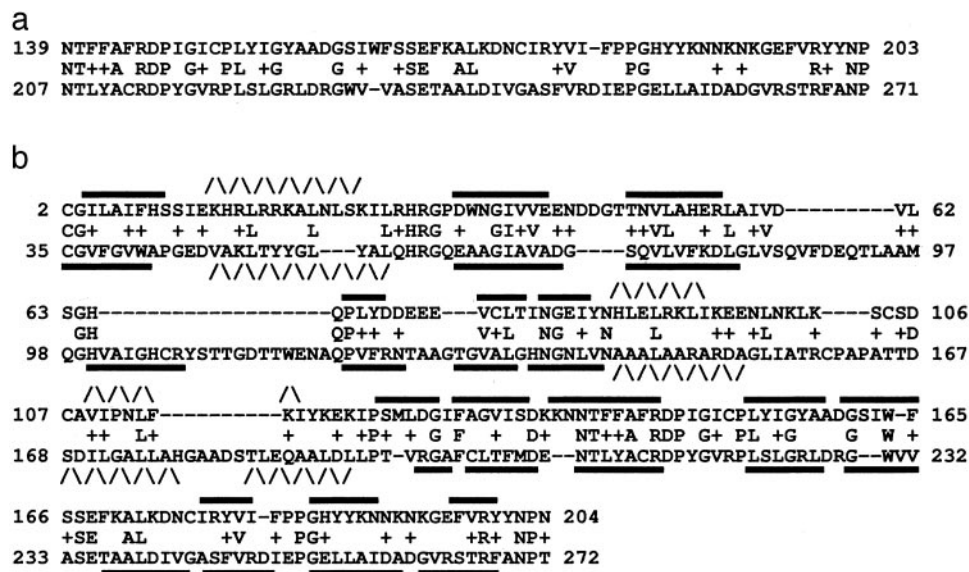 a
139 NTFFAFRDPIGICPLYIGYAADGSIWFSSEFKALKDNCIRYVI-FPPGHYYKNNKNKGEFVRYYNP 203
NT++A RDP G+ PL +G G + +SE AL +V PG + + R+ NP
207 NTLYACRDPYGVRPLSLGRLDRGWV-VASETAALDIVGASFVRDIEPGELLAIDADGVRSTRFANP 271
b
/\/\/\/\/\/\/\/\
2 CGILAIFHSSIEKHRLRRKALNLSKILRHRGPDWNGIVVEENDDGTTNVLAHERLAIVD---------VL 62
CG+ ++ + + +L L L+HRG + GI+V+ ++VL+ L+V ++
35 CGVFGVWAPGEDVAKLTYYGL---YALQHRGQEAAGIAVADG----SQVLVFKDLGLVSQVFDEQTLAAM 97
/\/\/\/\/\/\/\/\/\
/\/\/\/\/\
63 SGH----------------------QPLYDDEEE---VCLTINGEIYNHLELRKLIKEENLNKLK----SCSD 106
GH QP++ + V+L NG+ N L ++ +L + + +D
98 QGHVAIGHCRYSTTGDTTWENAQPVFRNTAAGTGVALGHNGNLVNAAALAARARDAGLIATRCPAPATTD 167
/\/\/\/\/\/\/\
/\/\/\/ /\
107 CAVIPNLF-----------KIYKEKIPSMLDGIFAGVISDKKNNTFFAFRDPIGICPLYIGYAADGSIW-F 165
++ L+ + + +P+ + G F + D+ NT++A RDP G+ PL +G G W +
168 SDILGALLAHGAADSTLEQAALDLLPT-VRGAFCLTFMDE--NTLYACRDPYGVRPLSLGRLDRG--WVV 232
/\/\/\/\/\/\ /\/\/\/\/\
166 SSEFKALKDNCIRYVI-FPPGHYYKNNKNKGEFVRYYNPN 204
+SE AL +V + PG+ + + +R+ NP+
233 ASETAALDIVGASFVRDIEPGELLAIDADGVRSTRFANPT 272